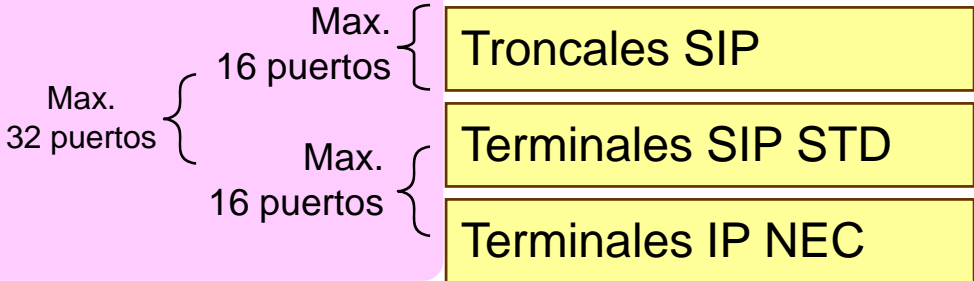 Max.
16 puertos
Troncales SIP
Max.
32 puertos
Terminales SIP STD
Max.
16 puertos
Terminales IP NEC